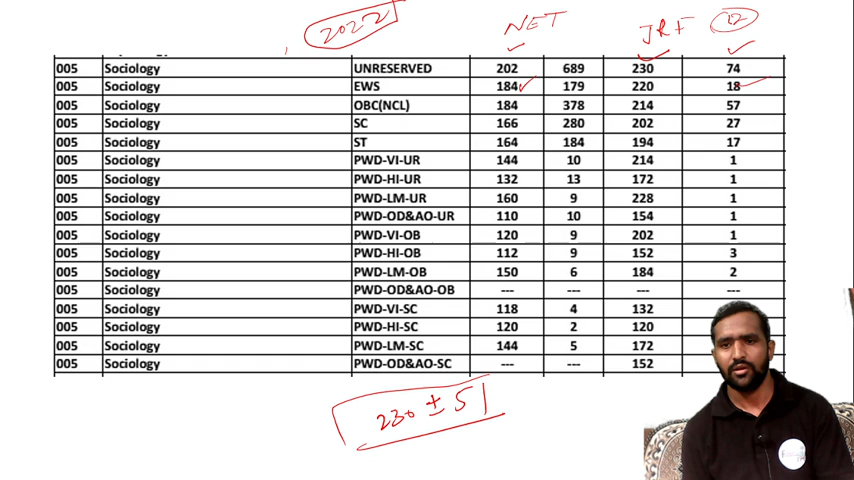 2022 NET JRF 22
005 Sociology UNRESERVED 202 689 230 74
005 Sociology EWS 184 179 220 18
005 Sociology OBC(NCL) 184 378 214 57
005 Sociology SC 166 280 202 27
005 Sociology ST 164 184 194 17
005 Sociology PWD-VI-UR 144 10 214 1
005 Sociology PWD-HI-UR 132 13 172 1
005 Sociology PWD-LM-UR 160 9 228 1
005 Sociology PWD-OD&AO-UR 110 10 154 1
005 Sociology PWD-VI-OB 120 9 202 1
005 Sociology PWD-HI-OB 112 9 152 3
005 Sociology PWD-LM-OB 150 6 184 2
005 Sociology PWD-OD&AO-OB --- --- --- ---
005 Sociology PWD-VI-SC 118 4 132
005 Sociology PWD-HI-SC 120 2 120
005 Sociology PWD-LM-SC 144 5 172
005 Sociology PWD-OD&AO-SC --- --- 152
230 ± 5